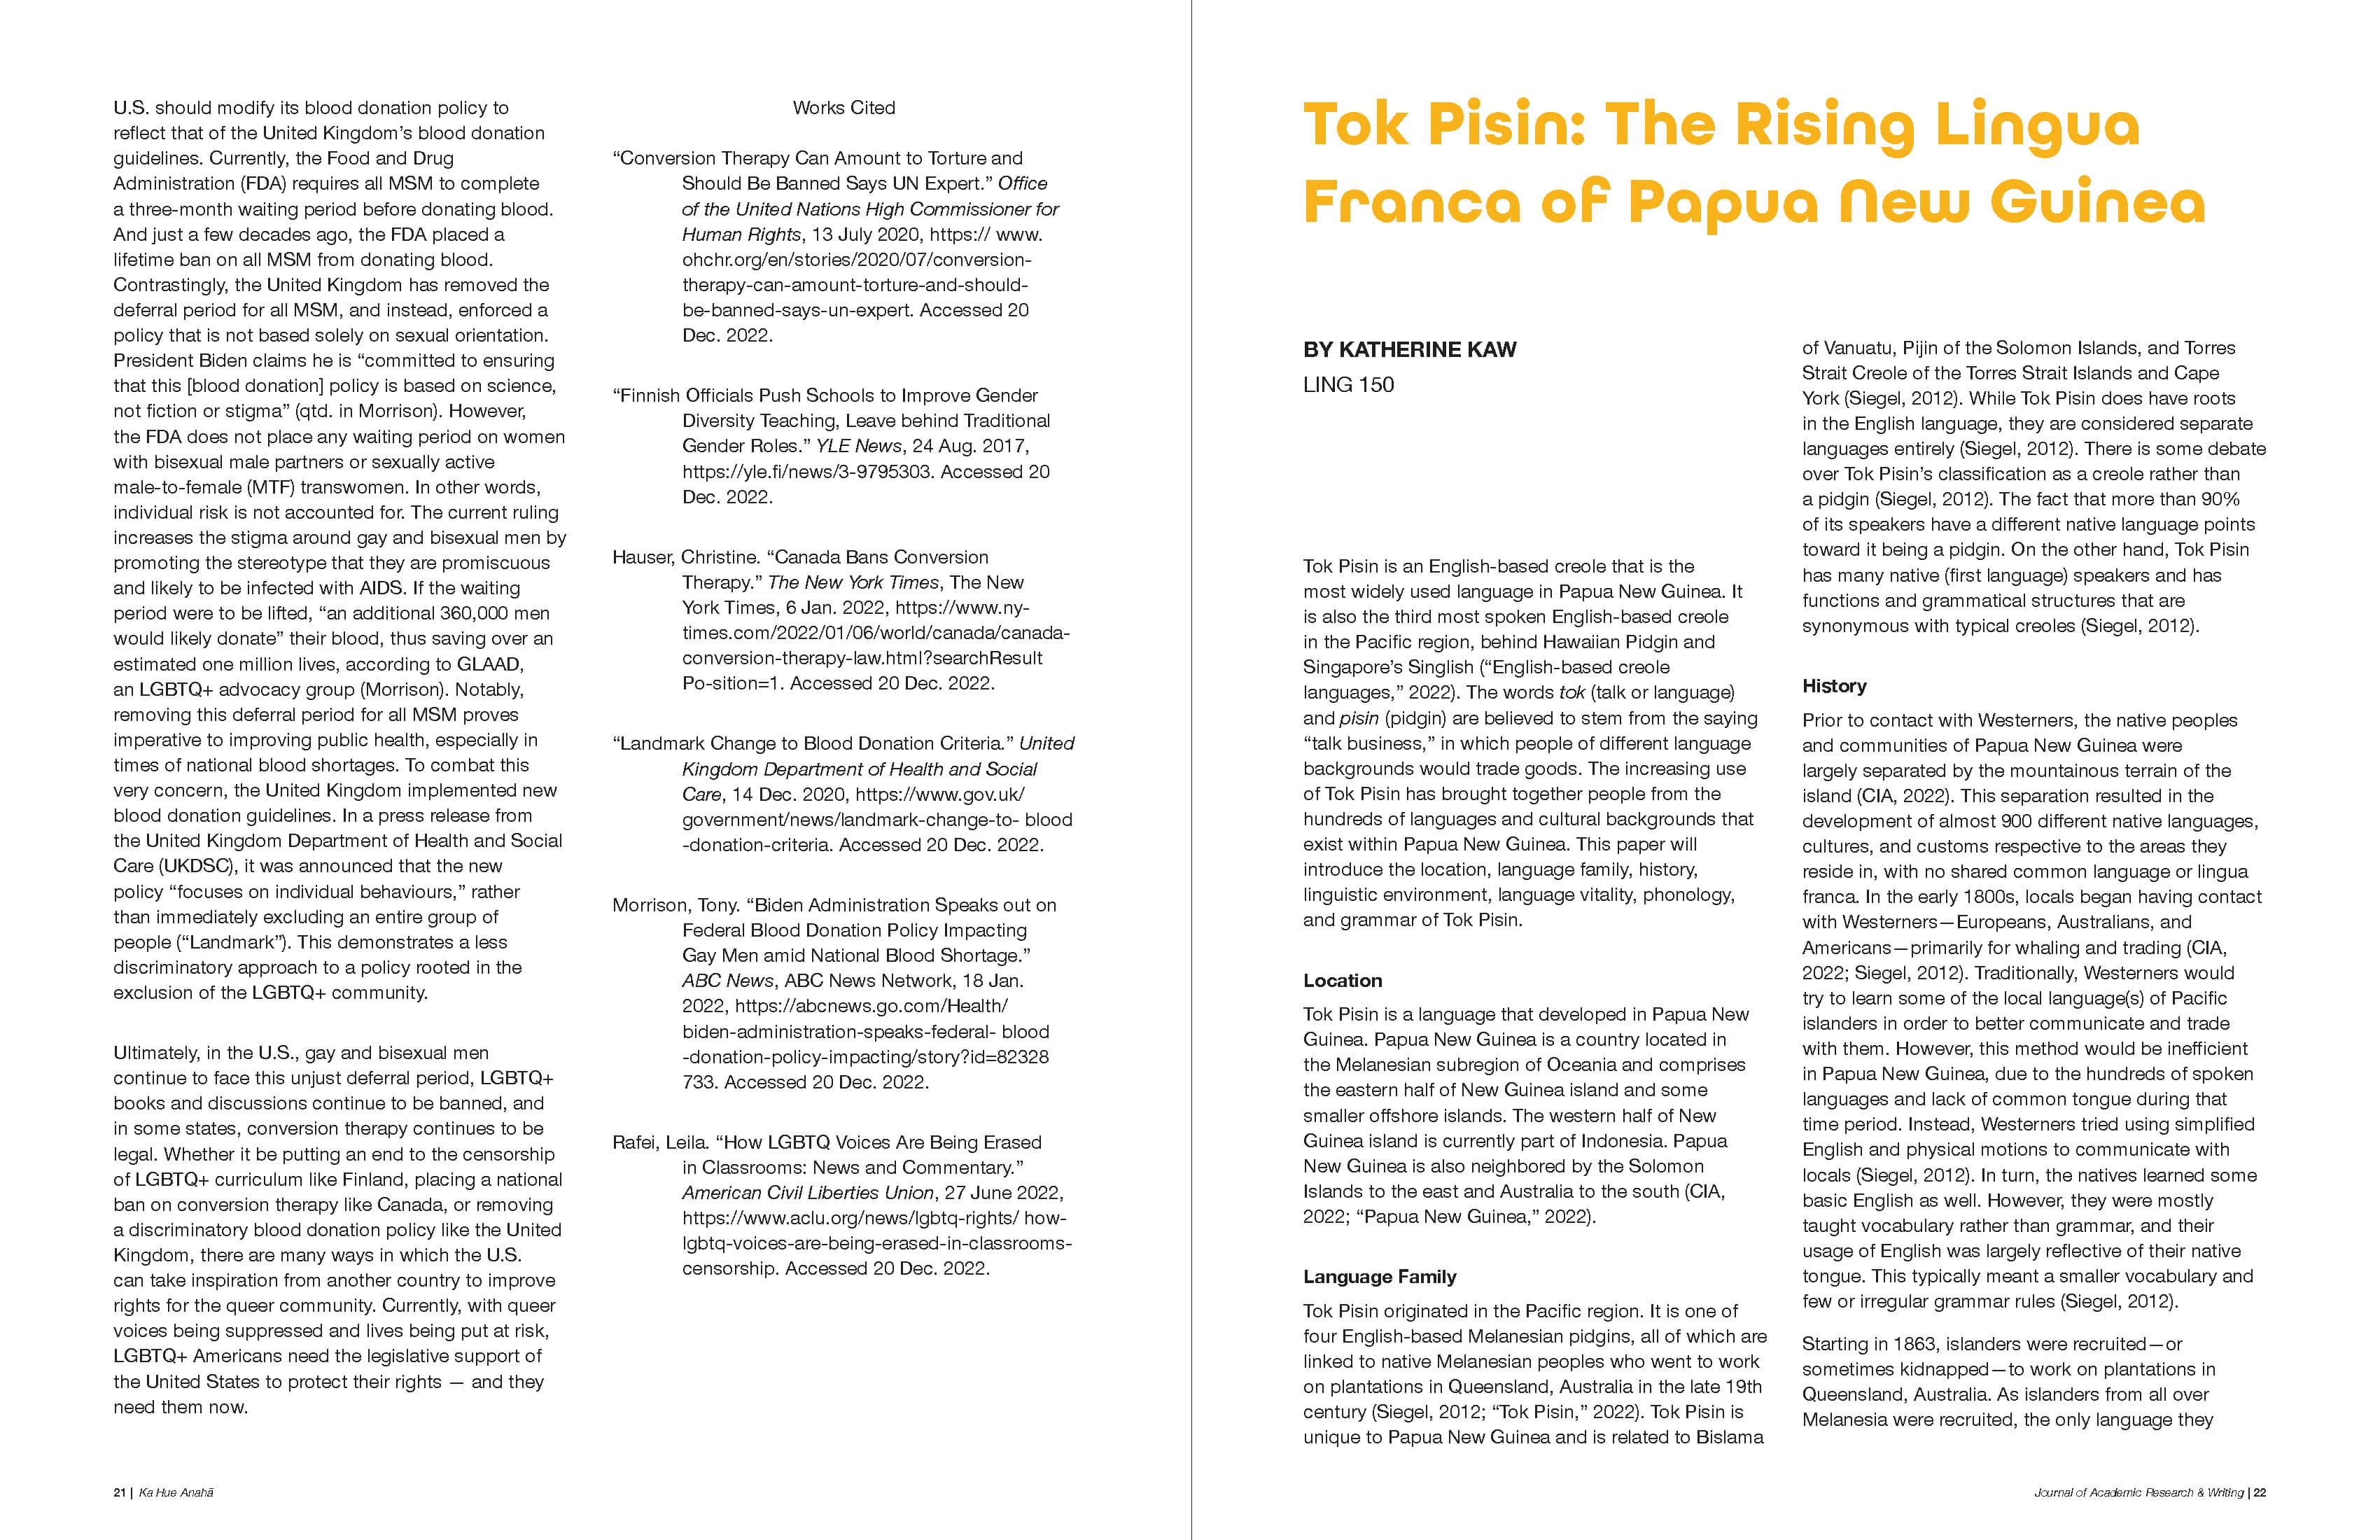 U.S. should modify its blood donation policy to
reflect that of the United Kingdom’s blood donation
guidelines. Currently, the Food and Drug
Administration (FDA) requires all MSM to complete
a three-month waiting period before donating blood.
And just a few decades ago, the FDA placed a
lifetime ban on all MSM from donating blood.
Contrastingly, the United Kingdom has removed the
deferral period for all MSM, and instead, enforced a
policy that is not based solely on sexual orientation.
President Biden claims he is “committed to ensuring
that this [blood donation] policy is based on science,
not fiction or stigma” (qtd. in Morrison). However,
the FDA does not place any waiting period on women
with bisexual male partners or sexually active
male-to-female (MTF) transwomen. In other words,
individual risk is not accounted for. The current ruling
increases the stigma around gay and bisexual men by
promoting the stereotype that they are promiscuous
and likely to be infected with AIDS. If the waiting
period were to be lifted, “an additional 360,000 men
would likely donate” their blood, thus saving over an
estimated one million lives, according to GLAAD,
an LGBTQ+ advocacy group (Morrison). Notably,
removing this deferral period for all MSM proves
imperative to improving public health, especially in
times of national blood shortages. To combat this
very concern, the United Kingdom implemented new
blood donation guidelines. In a press release from
the United Kingdom Department of Health and Social
Care (UKDSC), it was announced that the new
policy “focuses on individual behaviours,” rather
than immediately excluding an entire group of
people (“Landmark”). This demonstrates a less
discriminatory approach to a policy rooted in the
exclusion of the LGBTQ+ community.
Ultimately, in the U.S., gay and bisexual men
continue to face this unjust deferral period, LGBTQ+
books and discussions continue to be banned, and
in some states, conversion therapy continues to be
legal. Whether it be putting an end to the censorship
of LGBTQ+ curriculum like Finland, placing a national
ban on conversion therapy like Canada, or removing
a discriminatory blood donation policy like the United
Kingdom, there are many ways in which the U.S.
can take inspiration from another country to improve
rights for the queer community. Currently, with queer
voices being suppressed and lives being put at risk,
LGBTQ+ Americans need the legislative support of
the United States to protect their rights — and they
need them now.
Works Cited
“Conversion Therapy Can Amount to Torture and
Should Be Banned Says UN Expert.” Office
of the United Nations High Commissioner for
Human Rights, 13 July 2020, https:// www.
ohchr.org/en/stories/2020/07/conversion-
therapy-can-amount-torture-and-should-
be-banned-says-un-expert. Accessed 20
Dec. 2022.
“Finnish Officials Push Schools to Improve Gender
Diversity Teaching, Leave behind Traditional
Gender Roles.” YLE News, 24 Aug. 2017,
https://yle.fi/news/3-9795303. Accessed 20
Dec. 2022.
Hauser, Christine. “Canada Bans Conversion
Therapy.” The New York Times, The New
York Times, 6 Jan. 2022, https://www.ny-
times.com/2022/01/06/world/canada/canada-
conversion-therapy-law.html?searchResult
Po-sition=1. Accessed 20 Dec. 2022.
“Landmark Change to Blood Donation Criteria.” United
Kingdom Department of Health and Social
Care, 14 Dec. 2020, https://www.gov.uk/
government/news/landmark-change-to- blood
-donation-criteria. Accessed 20 Dec. 2022.
Morrison, Tony. “Biden Administration Speaks out on
Federal Blood Donation Policy Impacting
Gay Men amid National Blood Shortage.”
ABC News, ABC News Network, 18 Jan.
2022, https://abcnews.go.com/Health/
biden-administration-speaks-federal- blood
-donation-policy-impacting/story?id=82328
733. Accessed 20 Dec. 2022.
Rafei, Leila. “How LGBTQ Voices Are Being Erased
in Classrooms: News and Commentary.”
American Civil Liberties Union, 27 June 2022,
https://www.aclu.org/news/lgbtq-rights/ how-
lgbtq-voices-are-being-erased-in-classrooms-
censorship. Accessed 20 Dec. 2022.
21 | Ka Hue Anahā
Tok Pisin: The Rising Lingua
Franca of Papua New Guinea
BY KATHERINE KAW
LING 150
Tok Pisin is an English-based creole that is the
most widely used language in Papua New Guinea. It
is also the third most spoken English-based creole
in the Pacific region, behind Hawaiian Pidgin and
Singapore’s Singlish (“English-based creole
languages,” 2022). The words tok (talk or language)
and pisin (pidgin) are believed to stem from the saying
“talk business,” in which people of different language
backgrounds would trade goods. The increasing use
of Tok Pisin has brought together people from the
hundreds of languages and cultural backgrounds that
exist within Papua New Guinea. This paper will
introduce the location, language family, history,
linguistic environment, language vitality, phonology,
and grammar of Tok Pisin.
Location
Tok Pisin is a language that developed in Papua New
Guinea. Papua New Guinea is a country located in
the Melanesian subregion of Oceania and comprises
the eastern half of New Guinea island and some
smaller offshore islands. The western half of New
Guinea island is currently part of Indonesia. Papua
New Guinea is also neighbored by the Solomon
Islands to the east and Australia to the south (CIA,
2022; “Papua New Guinea,” 2022).
Language Family
Tok Pisin originated in the Pacific region. It is one of
four English-based Melanesian pidgins, all of which are
linked to native Melanesian peoples who went to work
on plantations in Queensland, Australia in the late 19th
century (Siegel, 2012; “Tok Pisin,” 2022). Tok Pisin is
unique to Papua New Guinea and is related to Bislama
of Vanuatu, Pijin of the Solomon Islands, and Torres
Strait Creole of the Torres Strait Islands and Cape
York (Siegel, 2012). While Tok Pisin does have roots
in the English language, they are considered separate
languages entirely (Siegel, 2012). There is some debate
over Tok Pisin’s classification as a creole rather than
a pidgin (Siegel, 2012). The fact that more than 90%
of its speakers have a different native language points
toward it being a pidgin. On the other hand, Tok Pisin
has many native (first language) speakers and has
functions and grammatical structures that are
synonymous with typical creoles (Siegel, 2012).
History
Prior to contact with Westerners, the native peoples
and communities of Papua New Guinea were
largely separated by the mountainous terrain of the
island (CIA, 2022). This separation resulted in the
development of almost 900 different native languages,
cultures, and customs respective to the areas they
reside in, with no shared common language or lingua
franca. In the early 1800s, locals began having contact
with Westerners—Europeans, Australians, and
Americans—primarily for whaling and trading (CIA,
2022; Siegel, 2012). Traditionally, Westerners would
try to learn some of the local language(s) of Pacific
islanders in order to better communicate and trade
with them. However, this method would be inefficient
in Papua New Guinea, due to the hundreds of spoken
languages and lack of common tongue during that
time period. Instead, Westerners tried using simplified
English and physical motions to communicate with
locals (Siegel, 2012). In turn, the natives learned some
basic English as well. However, they were mostly
taught vocabulary rather than grammar, and their
usage of English was largely reflective of their native
tongue. This typically meant a smaller vocabulary and
few or irregular grammar rules (Siegel, 2012).
Starting in 1863, islanders were recruited—or
sometimes kidnapped—to work on plantations in
Queensland, Australia. As islanders from all over
Melanesia were recruited, the only language they
Journal of Academic Research & Writing | 22